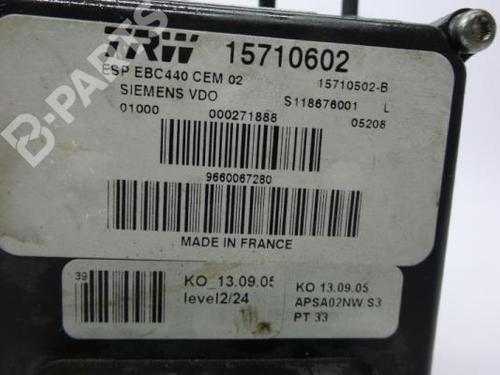 TRW 15710602
ESP EBC440 CEM 02 15710502-B
SIEMENS VDO S118676001 L
01000 000271888 05208
9660067280
MADE IN FRANCE
39
KO_13.09.05
level2/24
KO 13.09.05
APSA02NW.S3
PT 33
B-PARTS